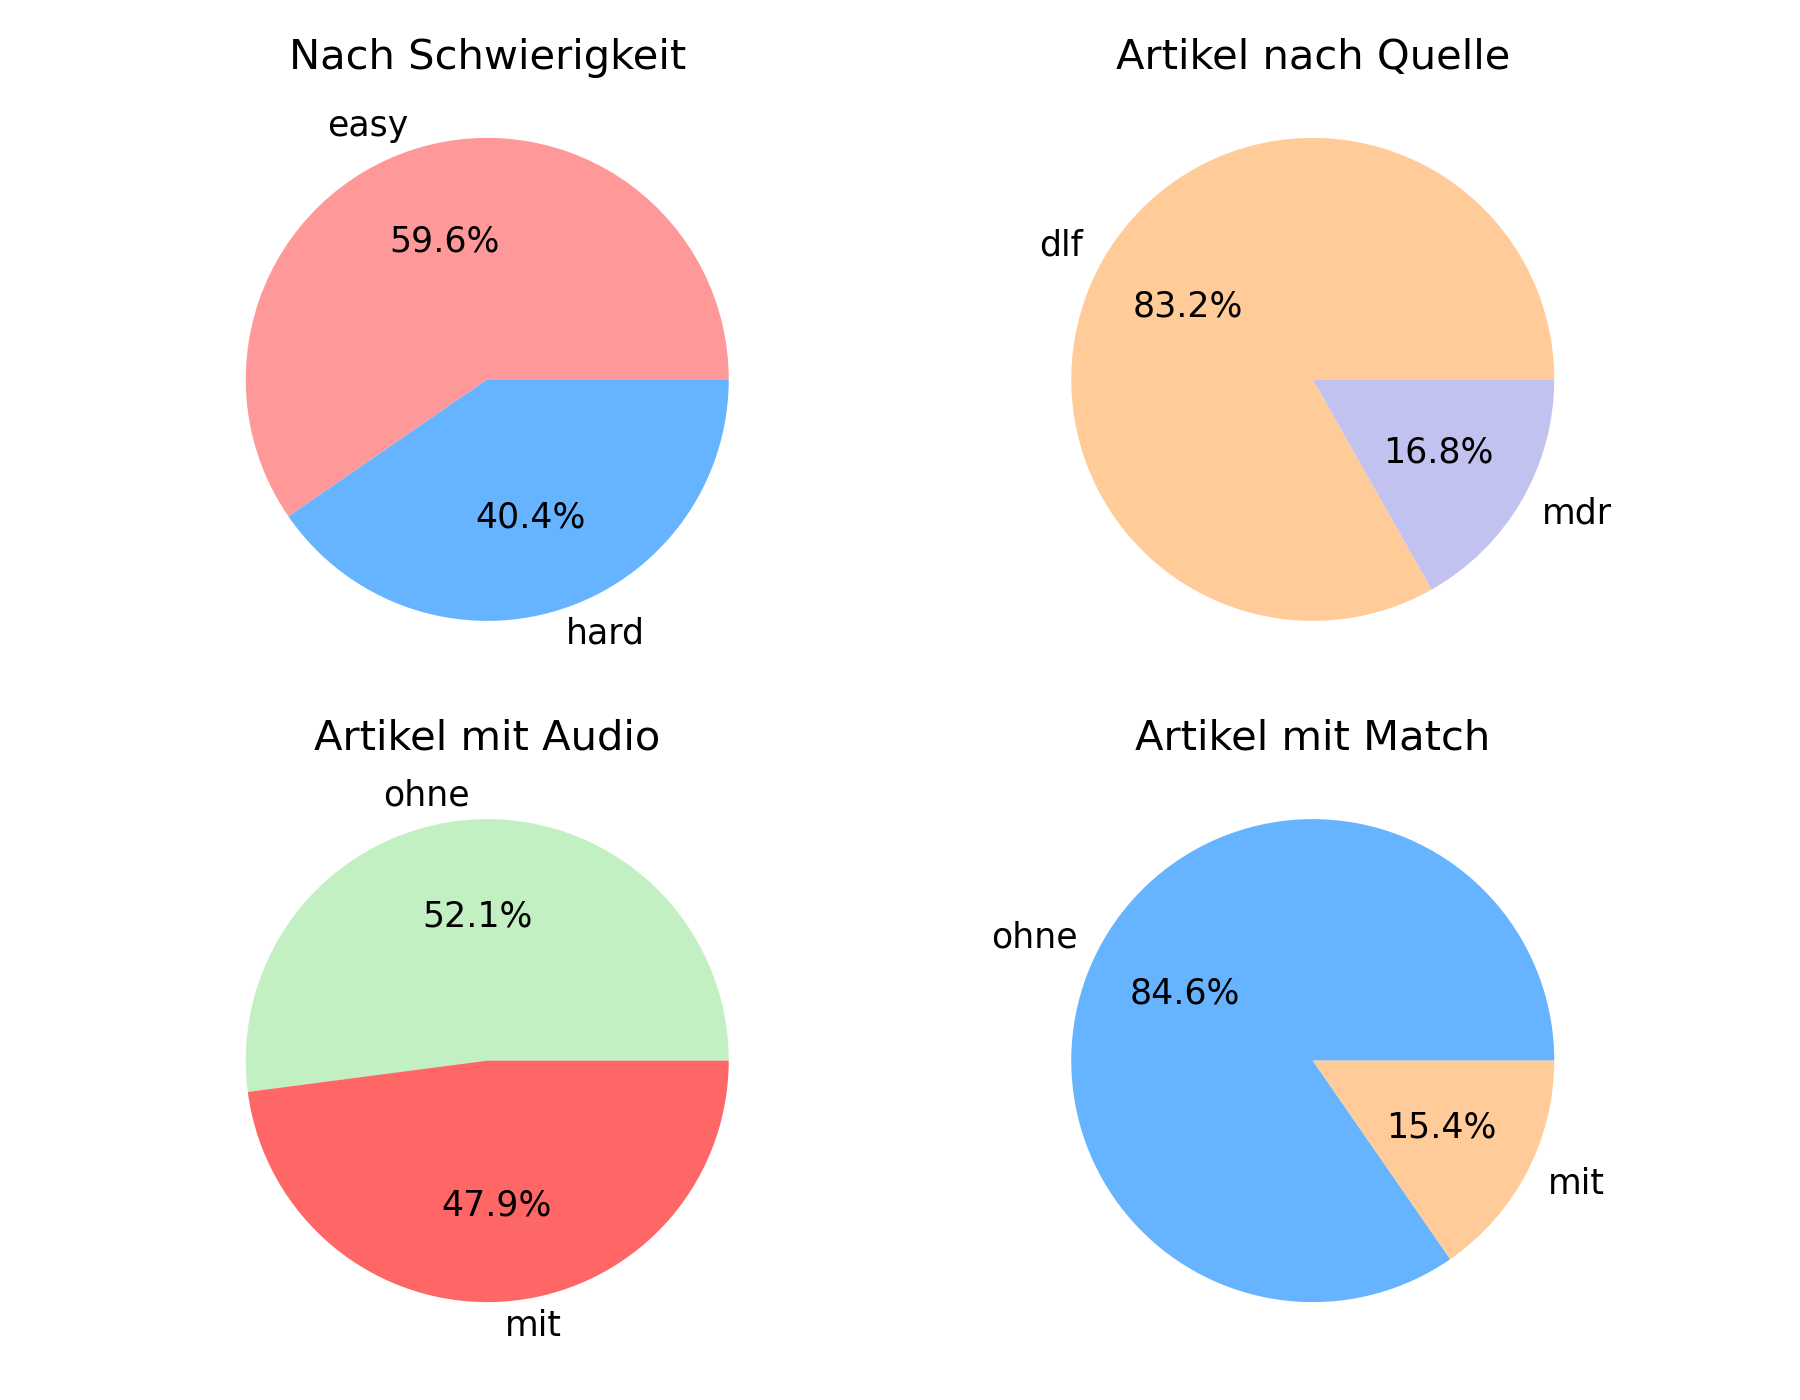 Nach Schwierigkeit
easy
59.6%
40.4%
hard
Artikel nach Quelle
dlf
83.2%
16.8%
mdr
Artikel mit Audio
ohne
52.1%
47.9%
mit
Artikel mit Match
ohne
84.6%
15.4%
mit